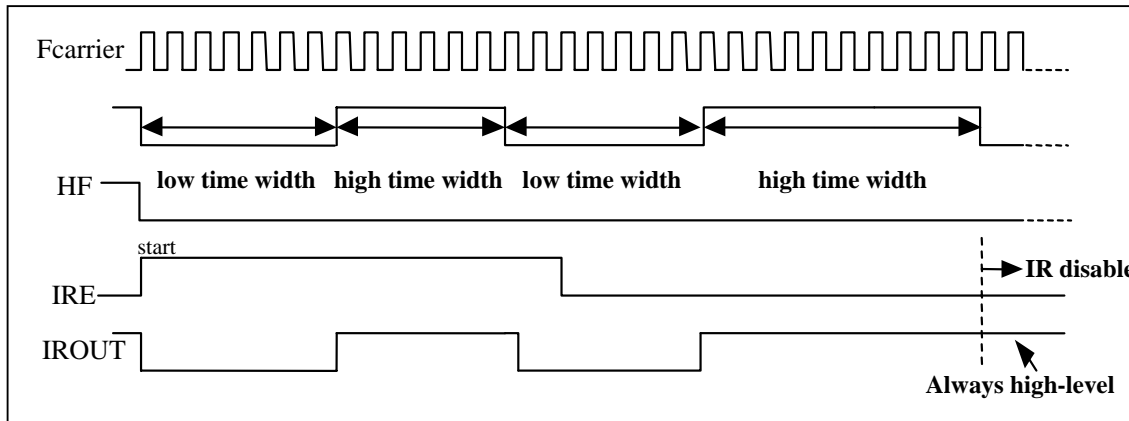 Fcarrier
low time width high time width low time width high time width
HF
start
IR disable
IRE
IROUT
Always high-level